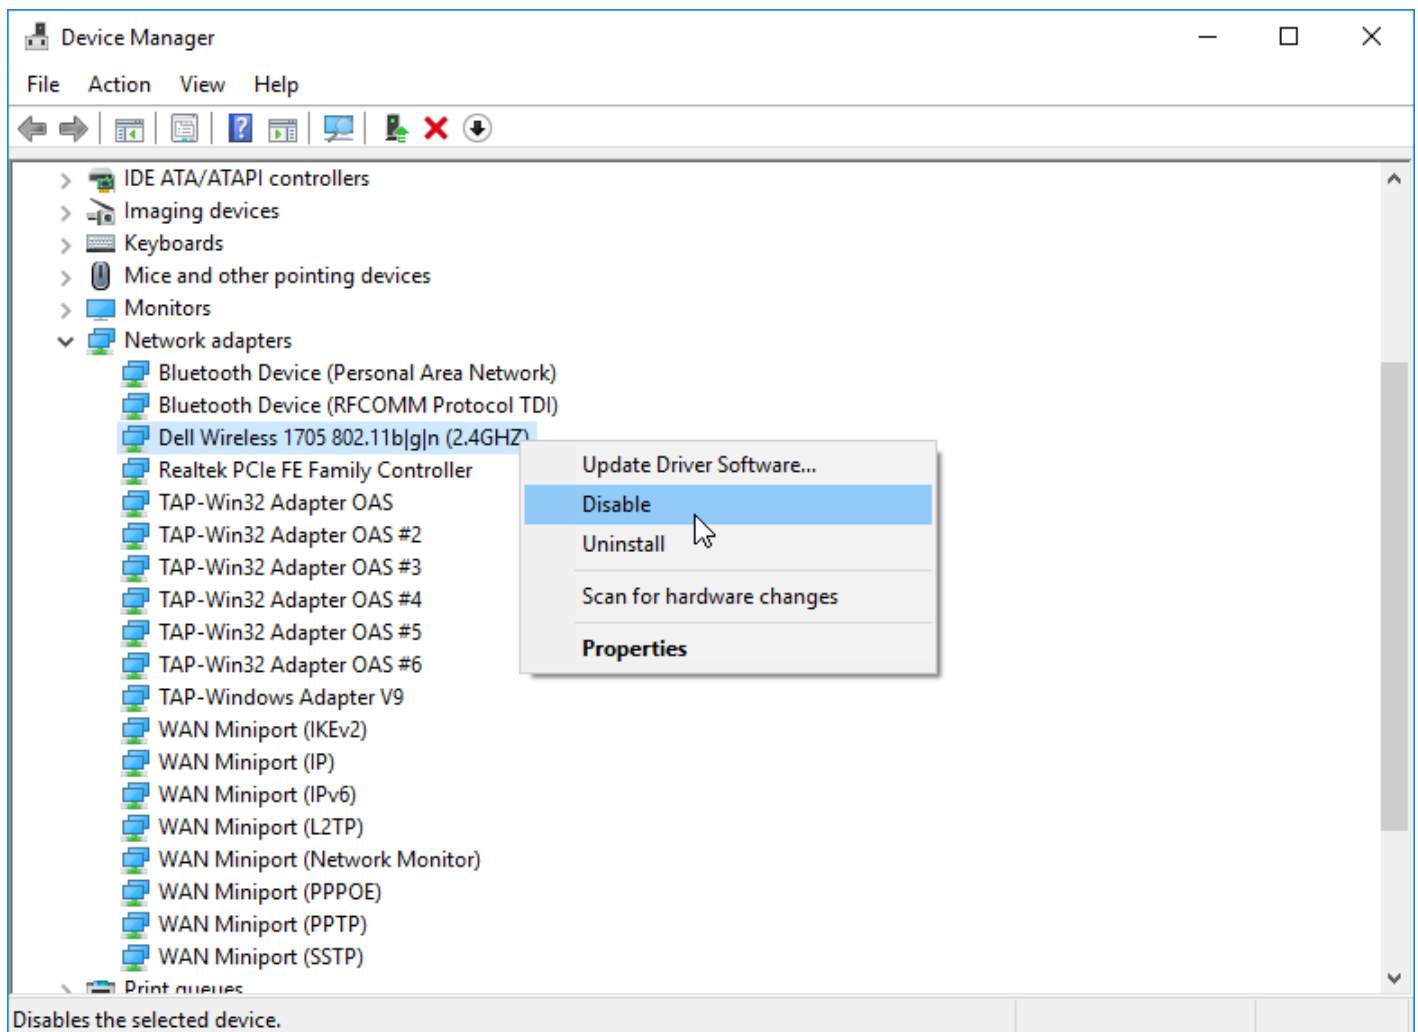 Device Manager
File Action View Help
IDE ATA/ATAPI controllers
Imaging devices
Keyboards
Mice and other pointing devices
Monitors
Network adapters
Bluetooth Device (Personal Area Network)
Bluetooth Device (RFCOMM Protocol TDI)
Dell Wireless 1705 802.11b|g|n (2.4GHZ)
Realtek PCIe FE Family Controller
TAP-Win32 Adapter OAS
TAP-Win32 Adapter OAS #2
TAP-Win32 Adapter OAS #3
TAP-Win32 Adapter OAS #4
TAP-Win32 Adapter OAS #5
TAP-Win32 Adapter OAS #6
TAP-Windows Adapter V9
WAN Miniport (IKEv2)
WAN Miniport (IP)
WAN Miniport (IPv6)
WAN Miniport (L2TP)
WAN Miniport (Network Monitor)
WAN Miniport (PPPOE)
WAN Miniport (PPTP)
WAN Miniport (SSTP)
Print queues
Update Driver Software...
Disable
Uninstall
Scan for hardware changes
Properties
Disables the selected device.